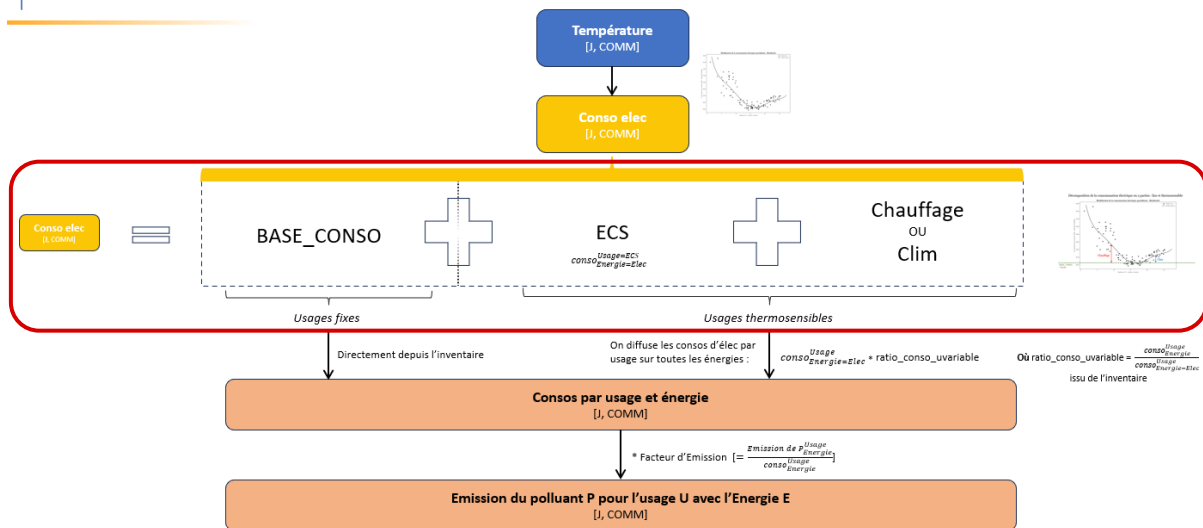 Température
[J, COMM]
Conso elec
[J, COMM]
Conso elec
[J, COMM]
BASE_CONSO
ECS
conso^{Usage=ECS}_{Energie=Elec}
Chauffage
OU
Clim
Usages fixes
Usages thermosensibles
Directement depuis l'inventaire
On diffuse les consos d'élec par
usage sur toutes les énergies :
conso^{Usage}_{Energie=Elec} * ratio_conso_uvariable
Où ratio_conso_uvariable = conso^{Usage}_{Energie} / conso^{Usage}_{Energie=Elec}
issu de l'inventaire
Consos par usage et énergie
[J, COMM]
* Facteur d'Emission [= Emission de P^{Usage}_{Energie} / conso^{Usage}_{Energie}]
Emission du polluant P pour l'usage U avec l'Energie E
[J, COMM]